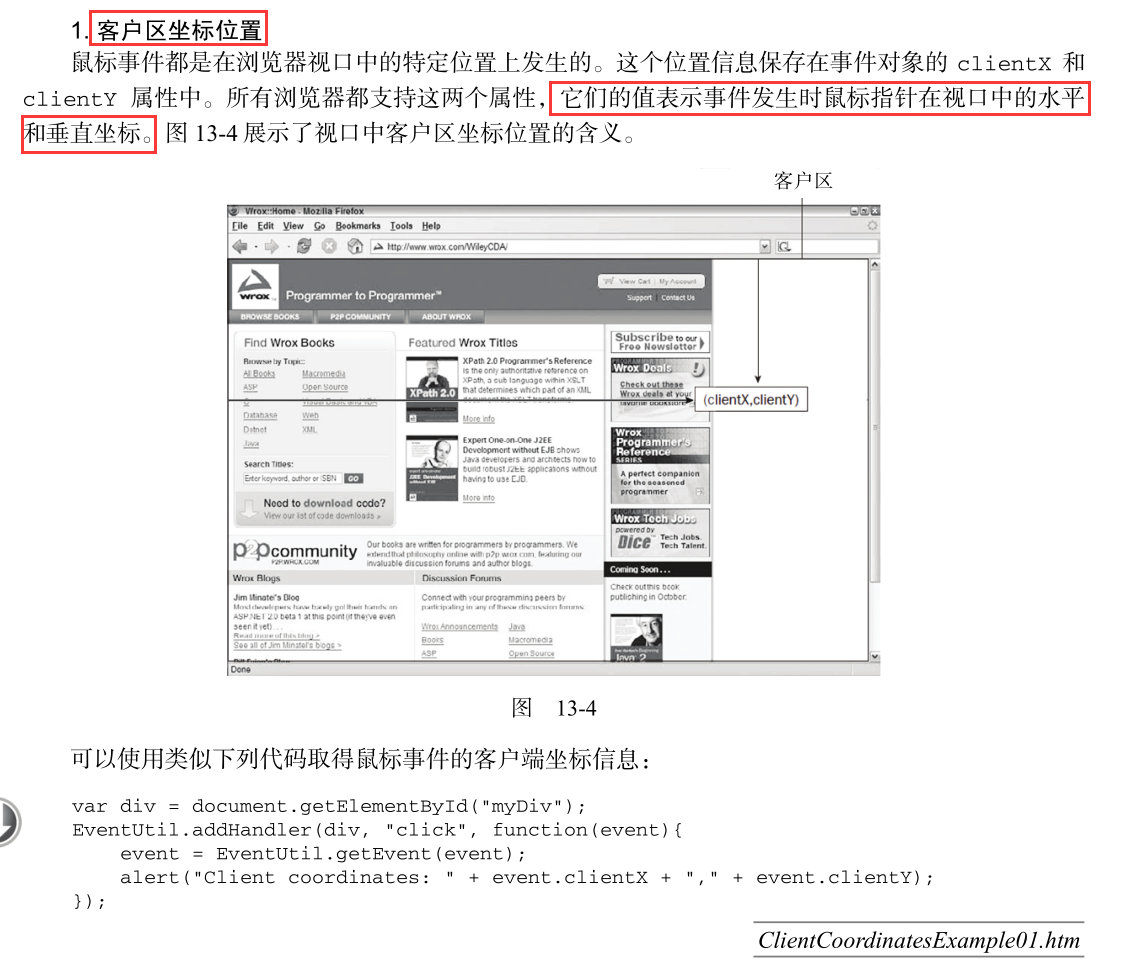 1. 客户区坐标位置
鼠标事件都是在浏览器视口中的特定位置上发生的。这个位置信息保存在事件对象的 clientX 和
clientY 属性中。所有浏览器都支持这两个属性，它们的值表示事件发生时鼠标指针在视口中的水平
和垂直坐标。图 13-4 展示了视口中客户区坐标位置的含义。
客户区
Wrox::Home - Mozilla Firefox
File Edit View Go Bookmarks Tools Help
http://www.wrox.com/WileyCDA/
wrox
Programmer to Programmer™
View Cart | My Account
Support | Contact Us
BROWSE BOOKS P2P COMMUNITY ABOUT WROX
Find Wrox Books
Browse by Topic:
All Books Macromedia
ASP Open Source
Database Web
Dotnet XML
Java
Search Titles:
Enter keyword, author or ISBN GO
Need to download code?
View our list of code downloads »
Featured Wrox Titles
XPath 2.0
XPath 2.0 Programmer's Reference
is the only authoritative reference on
XPath, a sub language within XSLT
that determines which part of an XML
document the XSLT transforms.
More info
Expert One-on-One J2EE
Development without EJB shows
Java developers and architects how to
build robust J2EE applications without
having to use EJB.
More info
Subscribe to our
Free Newsletter
Wrox Deals
Check out these
Wrox deals at your
favorite bookstore
(clientX,clientY)
Wrox
Programmer's
Reference
SERIES
A perfect companion
for the seasoned
programmer
Wrox Tech Jobs
powered by
Dice™ Tech Jobs.
Tech Talent.
Coming Soon...
Check out this book
publishing in October:
Java 2
p2pcommunity
P2P.WROX.COM
Our books are written for programmers by programmers. We
extend that philosophy online with p2p.wrox.com, featuring our
invaluable discussion forums and author blogs.
Wrox Blogs
Jim Minatel's Blog
Most developers have barely got their hands on
ASP.NET 2.0 beta 1 at this point (if they've even
seen it yet) . . .
Read more of this blog »
See all of Jim Minatel's blogs »
Discussion Forums
Connect with your programming peers by
participating in any of these discussion forums:
Wrox Announcements Java
Books Macromedia
ASP Open Source
Done
图 13-4
可以使用类似下列代码取得鼠标事件的客户端坐标信息：
var div = document.getElementById("myDiv");
EventUtil.addHandler(div, "click", function(event){
    event = EventUtil.getEvent(event);
    alert("Client coordinates: " + event.clientX + "," + event.clientY);
});
ClientCoordinatesExample01.htm